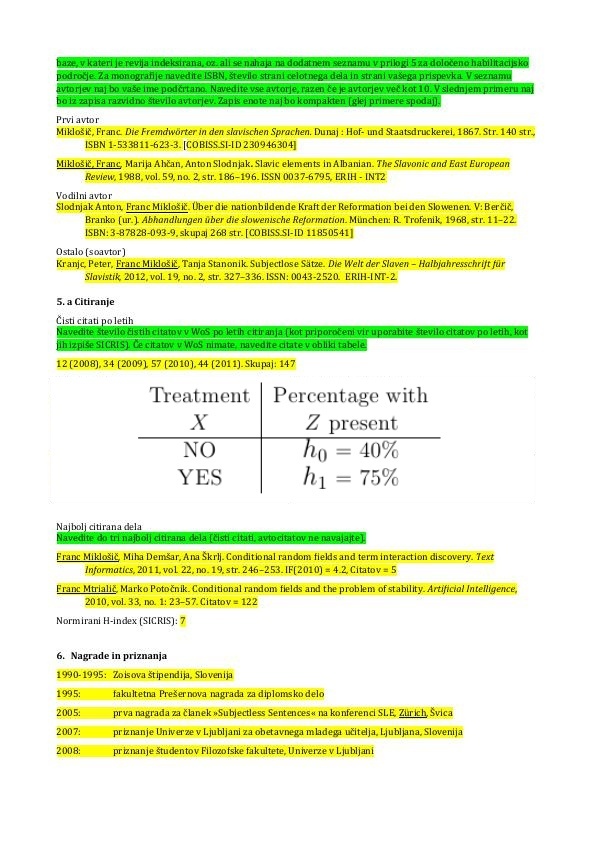 baze, v kateri je revija indeksirana, oz. ali se nahaja na dodatnem seznamu v prilogi 5 za določeno habilitacijsko
področje. Za monografije navedite ISBN, število strani celotnega dela in strani vašega prispevka. V seznamu
avtorjev naj bo vaše ime podčrtano. Navedite vse avtorje, razen če je avtorjev več kot 10. V slednjem primeru naj
bo iz zapisa razvidno število avtorjev. Zapis enote naj bo kompakten (glej primere spodaj).
Prvi avtor
Miklošič, Franc. Die Fremdwörter in den slavischen Sprachen. Dunaj : Hof- und Staatsdruckerei, 1867. Str. 140 str.,
ISBN 1-533811-623-3. [COBISS.SI-ID 230946304]
Miklošič, Franc, Marija Ahčan, Anton Slodnjak. Slavic elements in Albanian. The Slavonic and East European
Review, 1988, vol. 59, no. 2, str. 186–196. ISSN 0037-6795, ERIH - INT2
Vodilni avtor
Slodnjak Anton, Franc Miklošič. Über die nationbildende Kraft der Reformation bei den Slowenen. V: Berčič,
Branko (ur.). Abhandlungen über die slowenische Reformation. München: R. Trofenik, 1968, str. 11–22.
ISBN: 3-87828-093-9, skupaj 268 str. [COBISS.SI-ID 11850541]
Ostalo (soavtor)
Kranjc, Peter, Franc Miklošič, Tanja Stanonik. Subjectlose Sätze. Die Welt der Slaven – Halbjahresschrift für
Slavistik, 2012, vol. 19, no. 2, str. 327–336. ISSN: 0043-2520. ERIH-INT-2.
5. a Citiranje
Čisti citati po letih
Navedite število čistih citatov v WoS po letih citiranja (kot priporočeni vir uporabite število citatov po letih, kot
jih izpiše SICRIS). Če citatov v WoS nimate, navedite citate v obliki tabele.
12 (2008), 34 (2009), 57 (2010), 44 (2011). Skupaj: 147
Treatment Percentage with
X Z present
NO h0 = 40%
YES h1 = 75%
Najbolj citirana dela
Navedite do tri najbolj citirana dela (čisti citati, avtocitatov ne navajajte).
Franc Miklošič, Miha Demšar, Ana Škrlj. Conditional random fields and term interaction discovery. Text
Informatics, 2011, vol. 22, no. 19, str. 246–253. IF(2010) = 4.2, Citatov = 5
Franc Mtrialič, Marko Potočnik. Conditional random fields and the problem of stability. Artificial Intelligence,
2010, vol. 33, no. 1: 23–57. Citatov = 122
Normirani H-index (SICRIS): 7
6. Nagrade in priznanja
1990-1995: Zoisova štipendija, Slovenija
1995: fakultetna Prešernova nagrada za diplomsko delo
2005: prva nagrada za članek »Subjectless Sentences« na konferenci SLE, Zürich, Švica
2007: priznanje Univerze v Ljubljani za obetavnega mladega učitelja, Ljubljana, Slovenija
2008: priznanje študentov Filozofske fakultete, Univerze v Ljubljani